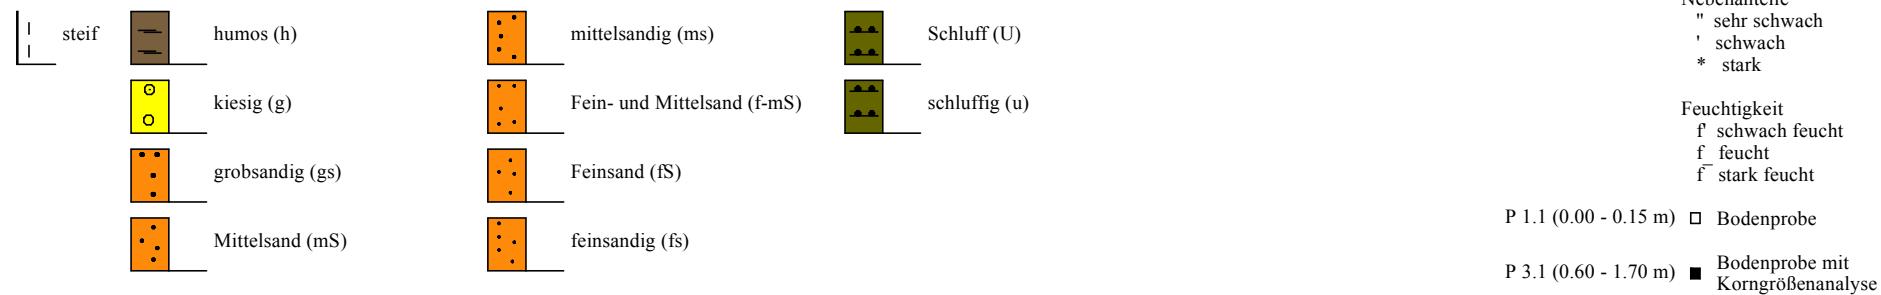 steif
humos (h)
kiesig (g)
grobsandig (gs)
Mittelsand (mS)
mittelsandig (ms)
Fein- und Mittelsand (f-mS)
Feinsand (fS)
feinsandig (fs)
Schluff (U)
schluffig (u)
Nebenanteile
" sehr schwach
' schwach
* stark
Feuchtigkeit
f' schwach feucht
f feucht
f̅ stark feucht
P 1.1 (0.00 - 0.15 m) Bodenprobe
P 3.1 (0.60 - 1.70 m) Bodenprobe mit
Korngrößenanalyse